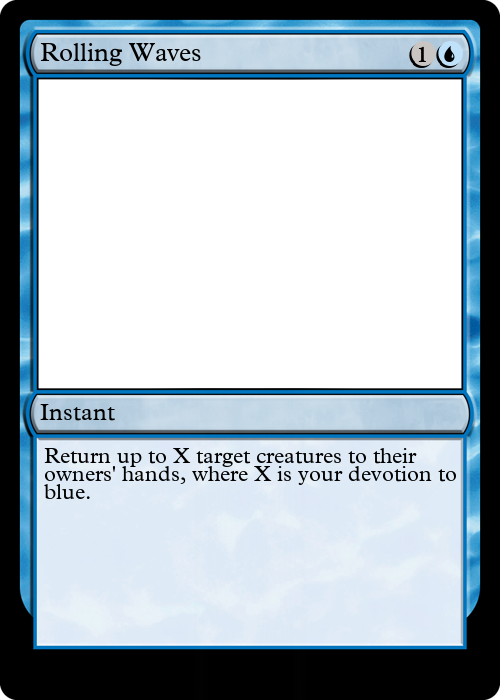 Rolling Waves 1
Instant
Return up to X target creatures to their
owners' hands, where X is your devotion to
blue.